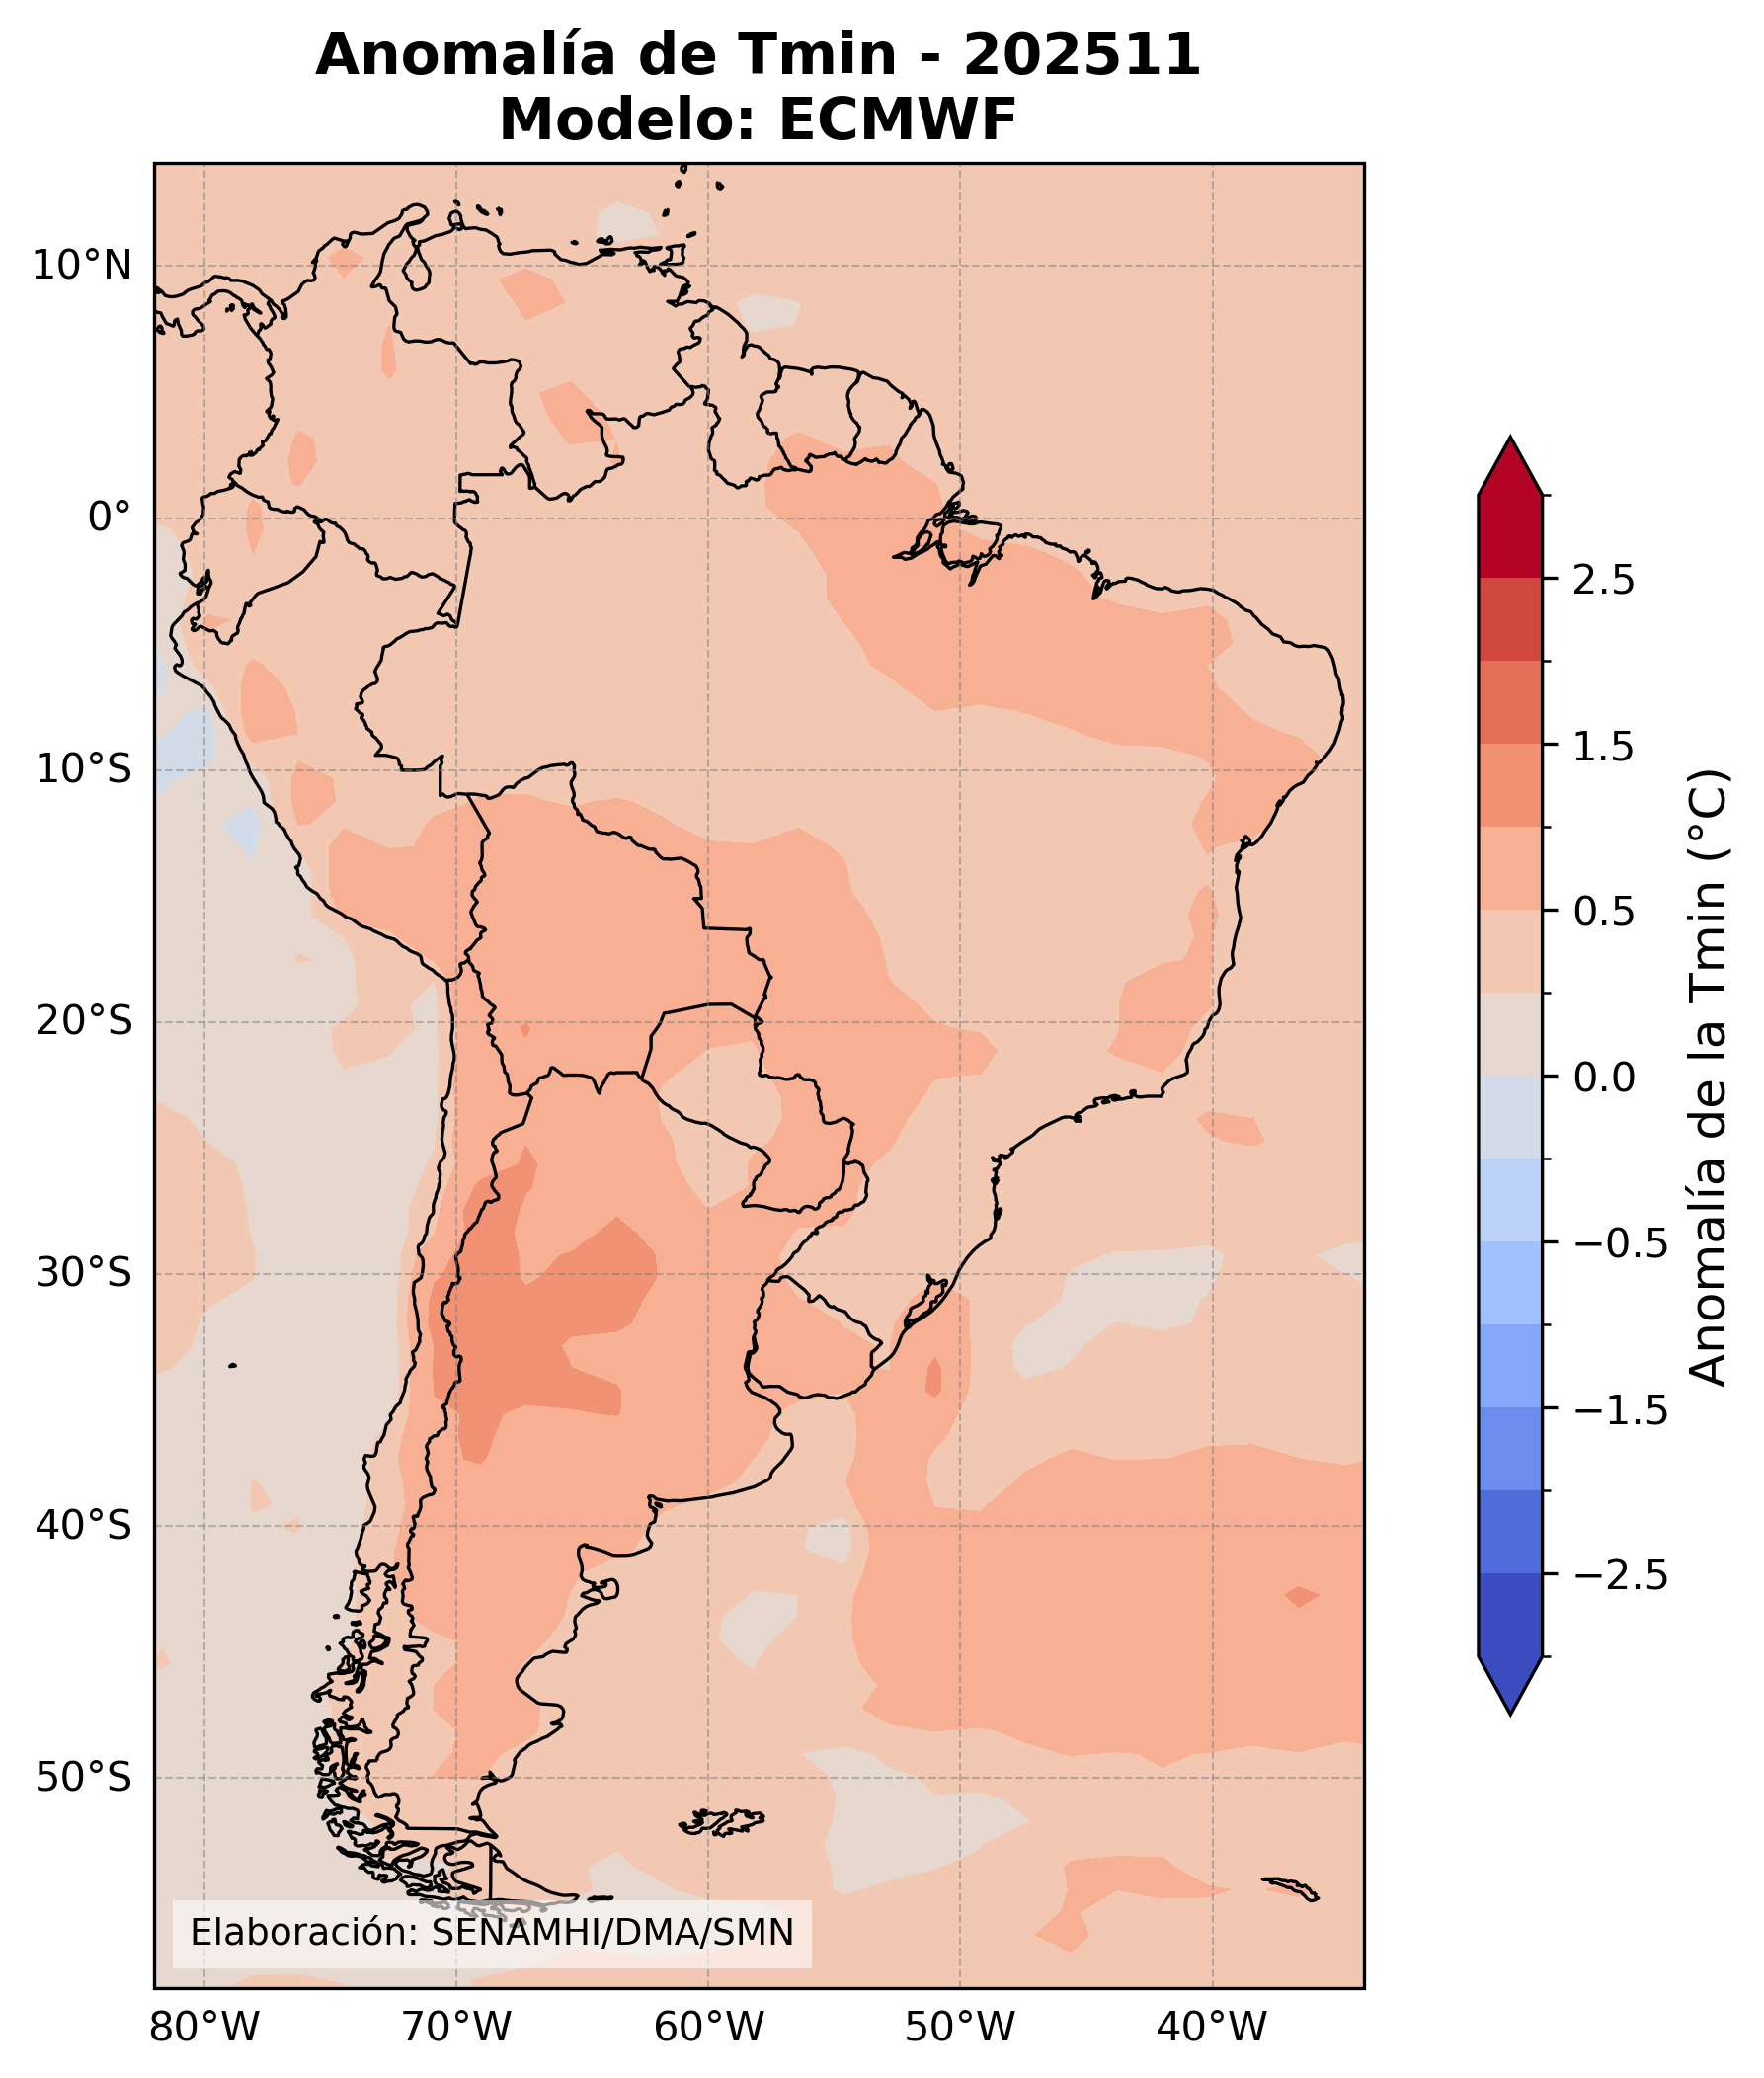 Anomalía de Tmin - 202511
Modelo: ECMWF
10°N
0°
10°S
20°S
30°S
40°S
50°S
80°W 70°W 60°W 50°W 40°W
Elaboración: SENAMHI/DMA/SMN
2.5
1.5
0.5
0.0
−0.5
−1.5
−2.5
Anomalía de la Tmin (°C)